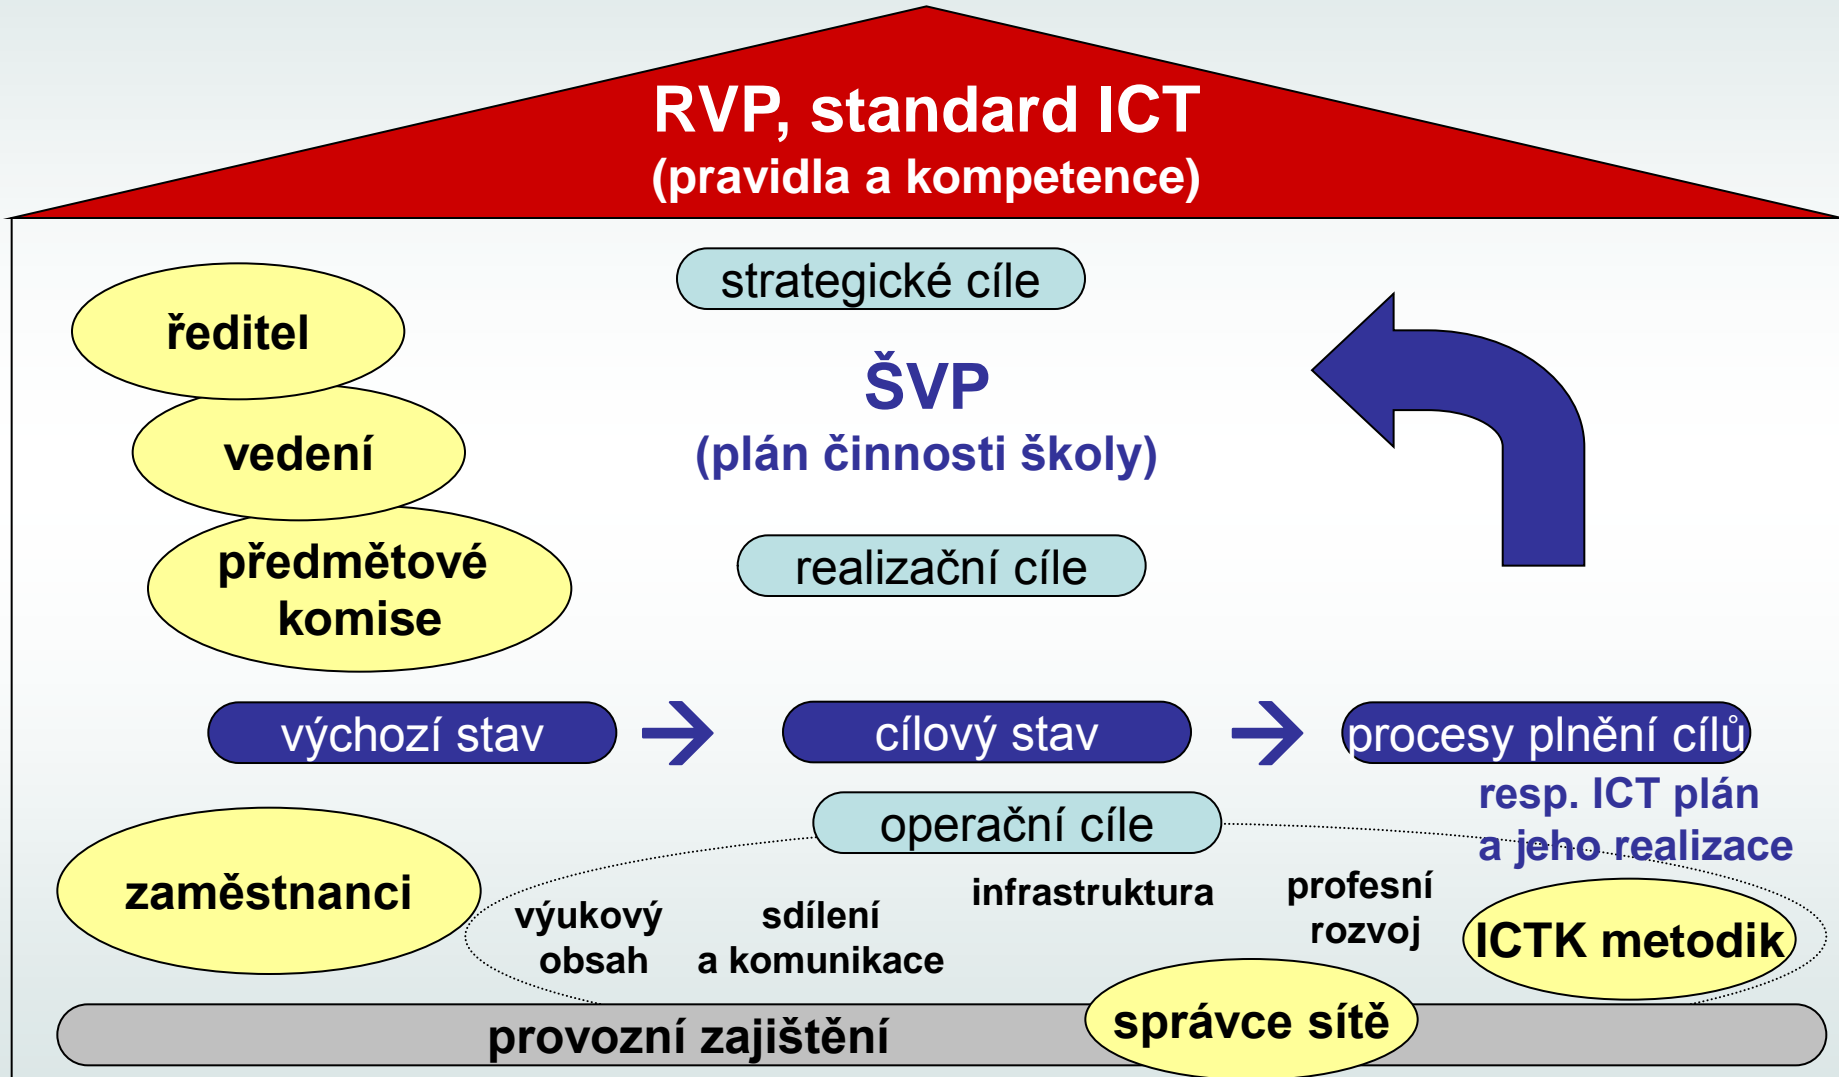 RVP, standard ICT
(pravidla a kompetence)
strategické cíle
ředitel
ŠVP
(plán činnosti školy)
vedení
předmětové
komise
realizační cíle
výchozí stav
cílový stav
procesy plnění cílů
resp. ICT plán
a jeho realizace
operační cíle
zaměstnanci
výukový
obsah
sdílení
a komunikace
infrastruktura
profesní
rozvoj
ICTK metodik
správce sítě
provozní zajištění